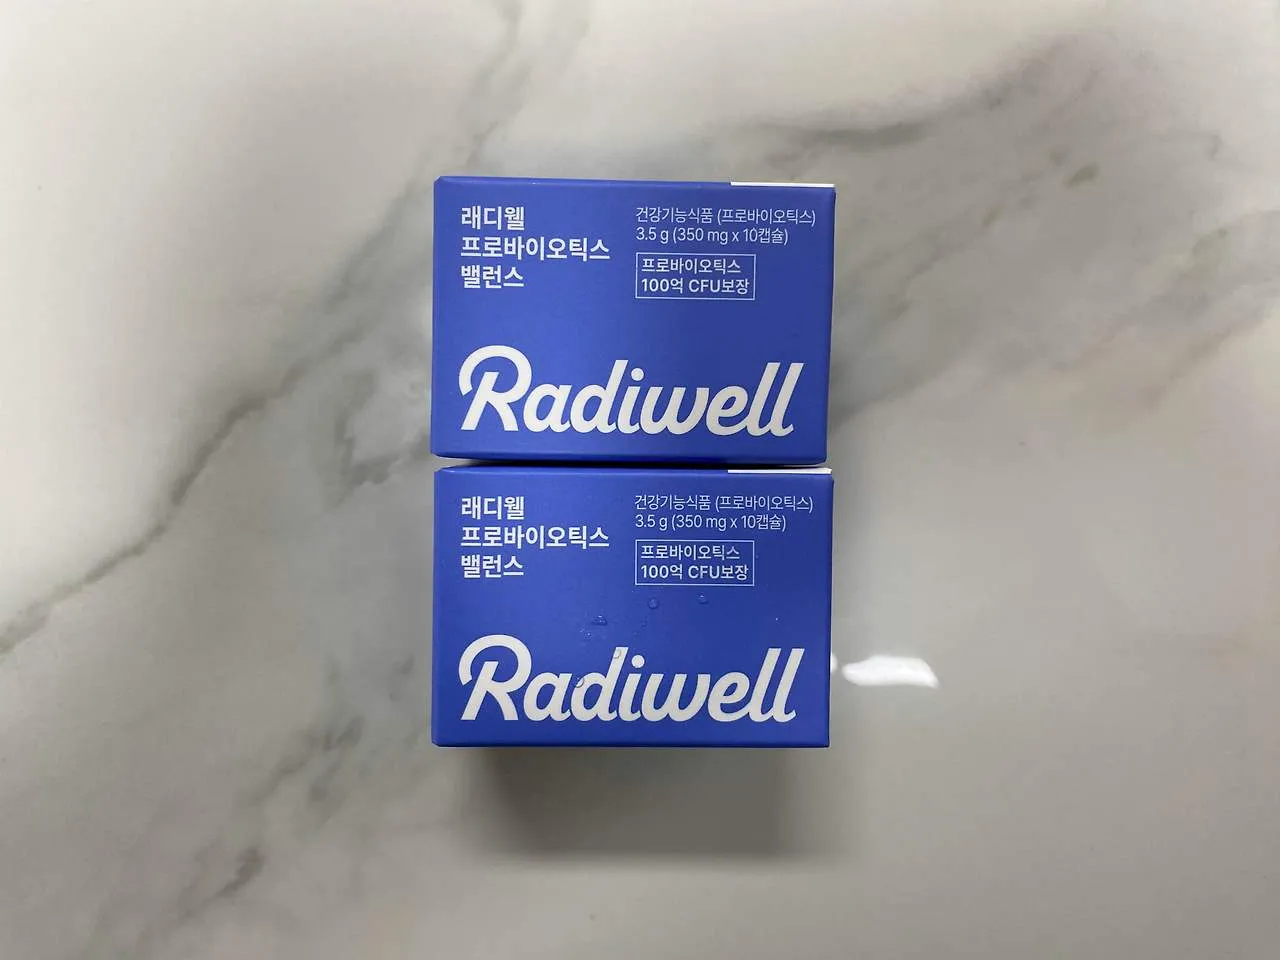 래디웰
프로바이오틱스
밸런스
건강기능식품 (프로바이오틱스)
3.5 g (350 mg x 10캡슐)
프로바이오틱스
100억 CFU보장
Radiwell
래디웰
프로바이오틱스
밸런스
건강기능식품 (프로바이오틱스)
3.5 g (350 mg x 10캡슐)
프로바이오틱스
100억 CFU보장
Radiwell